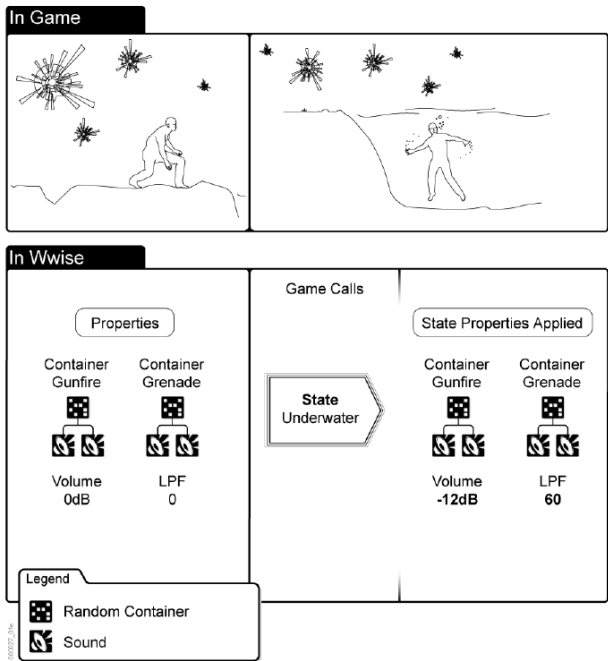 In Game
In Wwise
Properties
Container
Gunfire
Container
Grenade
Volume
0dB
LPF
0
Game Calls
State
Underwater
State Properties Applied
Container
Gunfire
Container
Grenade
Volume
-12dB
LPF
60
Legend
Random Container
Sound